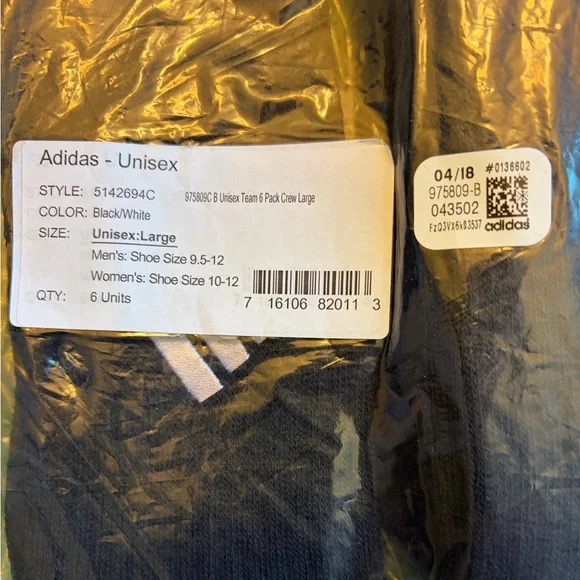 Adidas - Unisex
STYLE: 5142694C 975809C B Unisex Team 6 Pack Crew Large
COLOR: Black/White
SIZE: Unisex:Large
Men's: Shoe Size 9.5-12
Women's: Shoe Size 10-12
QTY: 6 Units
7 16106 82011 3
04/18 #0136602
975809-B
043502
FzQ3VX6k03537
adidas